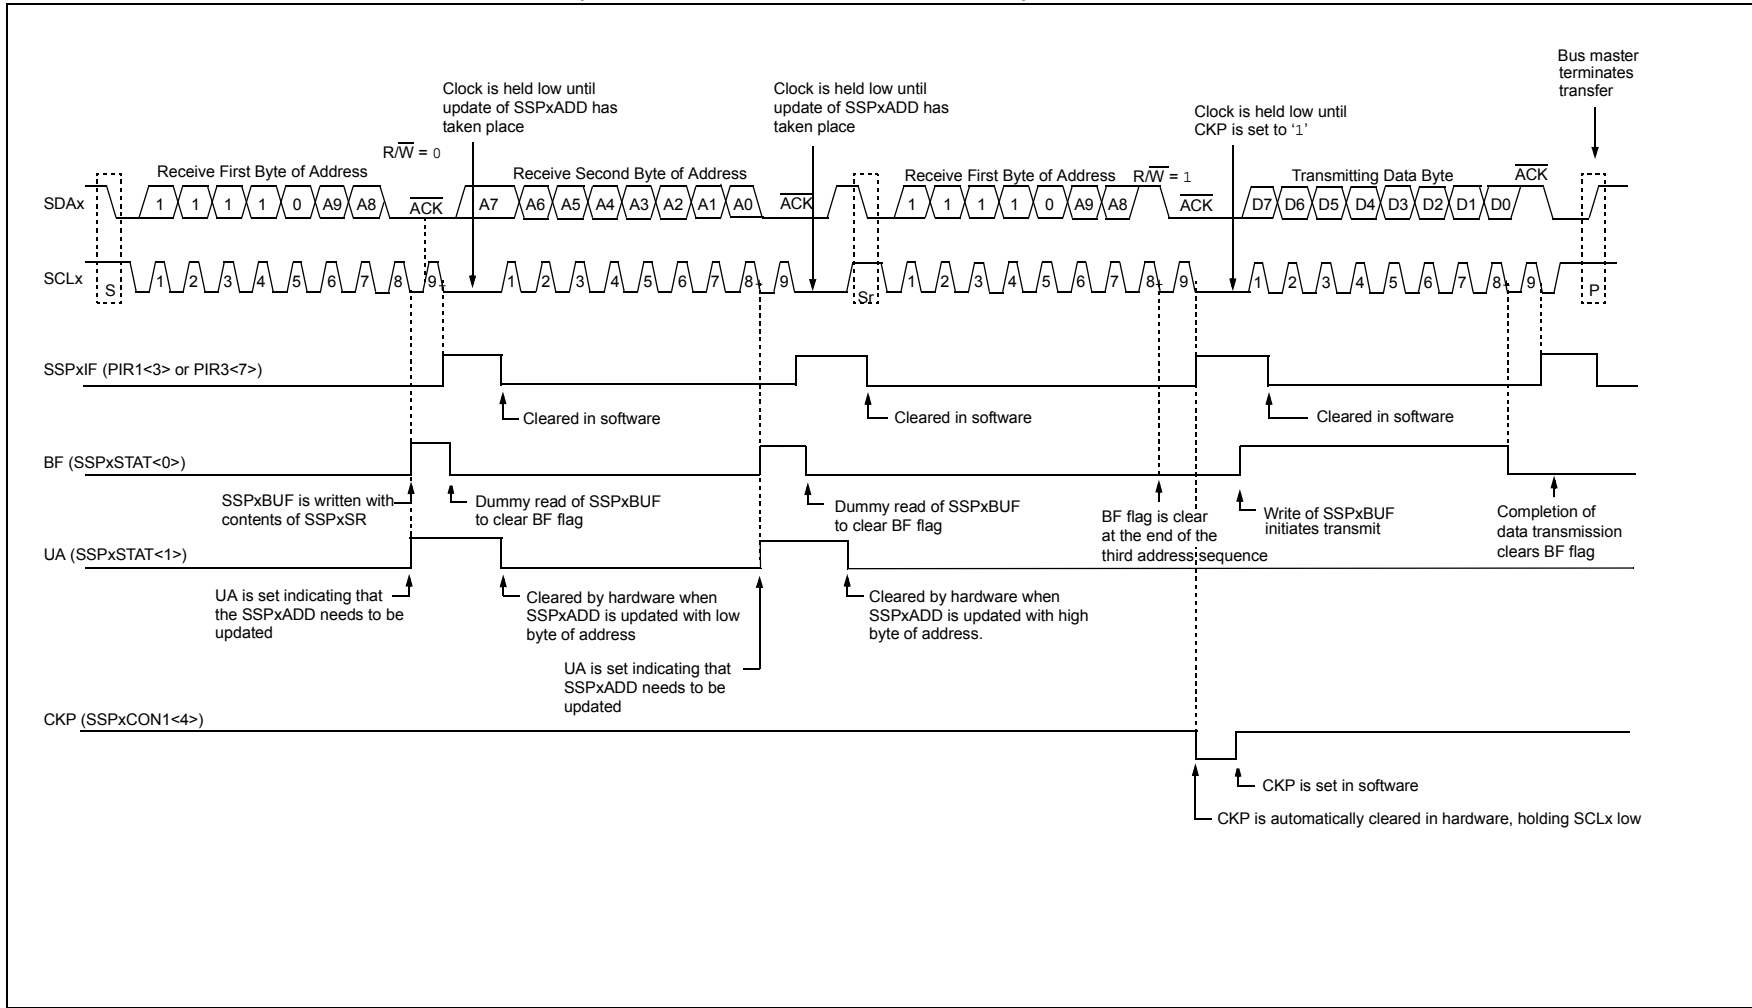 Bus master
terminates
transfer
Clock is held low until
update of SSPxADD has
taken place
Clock is held low until
update of SSPxADD has
taken place
Clock is held low until
CKP is set to '1'
R/W = 0
Receive First Byte of Address
Receive Second Byte of Address
Receive First Byte of Address
R/W = 1
Transmitting Data Byte
ACK
SDAx
1 1 1 1 0 A9 A8
ACK
A7 A6 A5 A4 A3 A2 A1 A0
ACK
1 1 1 1 0 A9 A8
ACK
D7 D6 D5 D4 D3 D2 D1 D0
SCLx
S
1 2 3 4 5 6 7 8 9
1 2 3 4 5 6 7 8 9
Sr
1 2 3 4 5 6 7 8 9
1 2 3 4 5 6 7 8 9
P
SSPxIF (PIR1<3> or PIR3<7>)
Cleared in software
Cleared in software
Cleared in software
BF (SSPxSTAT<0>)
SSPxBUF is written with
contents of SSPxSR
Dummy read of SSPxBUF
to clear BF flag
Dummy read of SSPxBUF
to clear BF flag
BF flag is clear
at the end of the
third address sequence
Write of SSPxBUF
initiates transmit
Completion of
data transmission
clears BF flag
UA (SSPxSTAT<1>)
UA is set indicating that
the SSPxADD needs to be
updated
Cleared by hardware when
SSPxADD is updated with low
byte of address
UA is set indicating that
SSPxADD needs to be
updated
Cleared by hardware when
SSPxADD is updated with high
byte of address.
CKP (SSPxCON1<4>)
CKP is set in software
CKP is automatically cleared in hardware, holding SCLx low